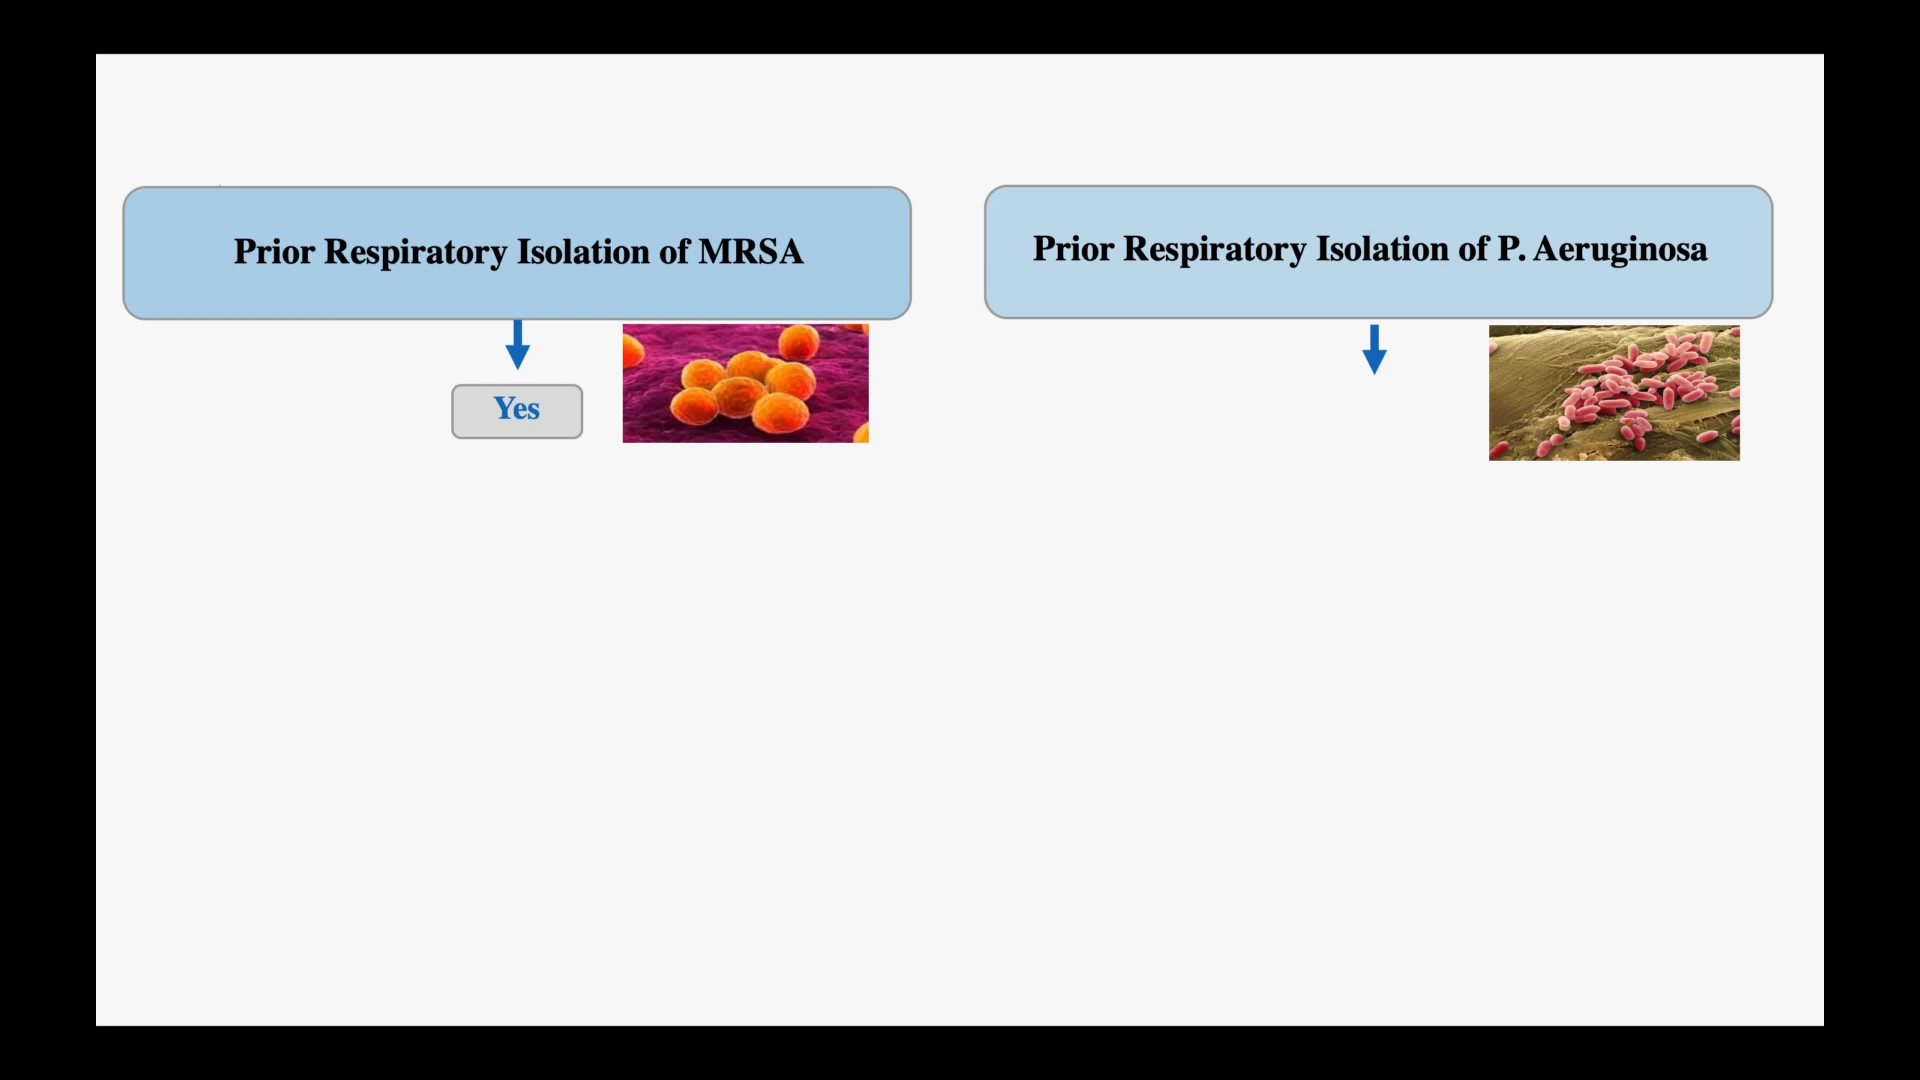 Prior Respiratory Isolation of MRSA
Prior Respiratory Isolation of P. Aeruginosa
Yes